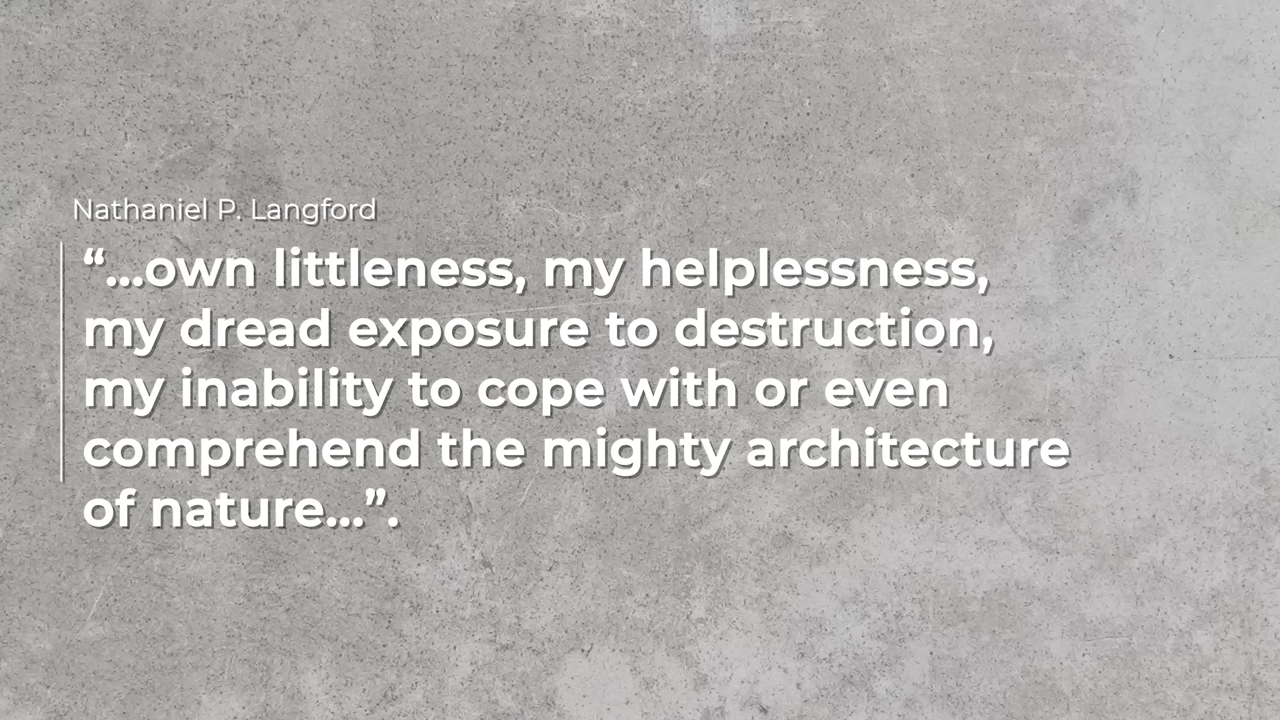 Nathaniel P. Langford
“...own littleness, my helplessness,
my dread exposure to destruction,
my inability to cope with or even
comprehend the mighty architecture
of nature...”.